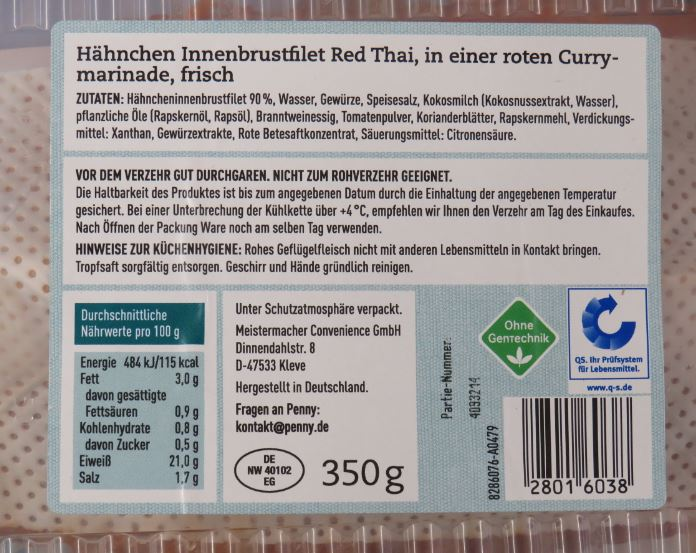 Hähnchen Innenbrustfilet Red Thai, in einer roten Curry-
marinade, frisch
ZUTATEN: Hähncheninnenbrustfilet 90 %, Wasser, Gewürze, Speisesalz, Kokosmilch (Kokosnussextrakt, Wasser),
pflanzliche Öle (Rapskernöl, Rapsöl), Branntweinessig, Tomatenpulver, Korianderblätter, Rapskernmehl, Verdickungs-
mittel: Xanthan, Gewürzextrakte, Rote Betesaftkonzentrat, Säuerungsmittel: Citronensäure.
VOR DEM VERZEHR GUT DURCHGAREN. NICHT ZUM ROHVERZEHR GEEIGNET.
Die Haltbarkeit des Produktes ist bis zum angegebenen Datum durch die Einhaltung der angegebenen Temperatur
gesichert. Bei einer Unterbrechung der Kühlkette über +4 °C, empfehlen wir Ihnen den Verzehr am Tag des Einkaufes.
Nach Öffnen der Packung Ware noch am selben Tag verwenden.
HINWEISE ZUR KÜCHENHYGIENE: Rohes Geflügelfleisch nicht mit anderen Lebensmitteln in Kontakt bringen.
Tropfsaft sorgfältig entsorgen. Geschirr und Hände gründlich reinigen.
Durchschnittliche
Nährwerte pro 100 g
Energie 484 kJ/115 kcal
Fett 3,0 g
davon gesättigte
Fettsäuren 0,9 g
Kohlenhydrate 0,8 g
davon Zucker 0,5 g
Eiweiß 21,0 g
Salz 1,7 g
Unter Schutzatmosphäre verpackt.
Meistermacher Convenience GmbH
Dinnendahlstr. 8
D-47533 Kleve
Hergestellt in Deutschland.
Fragen an Penny:
kontakt@penny.de
DE
NW 40102
EG
350 g
Partie-Nummer:
4093214
Ohne
GenTechnik
QS. Ihr Prüfsystem
für Lebensmittel.
www.q-s.de
8286076-A0479
28016038